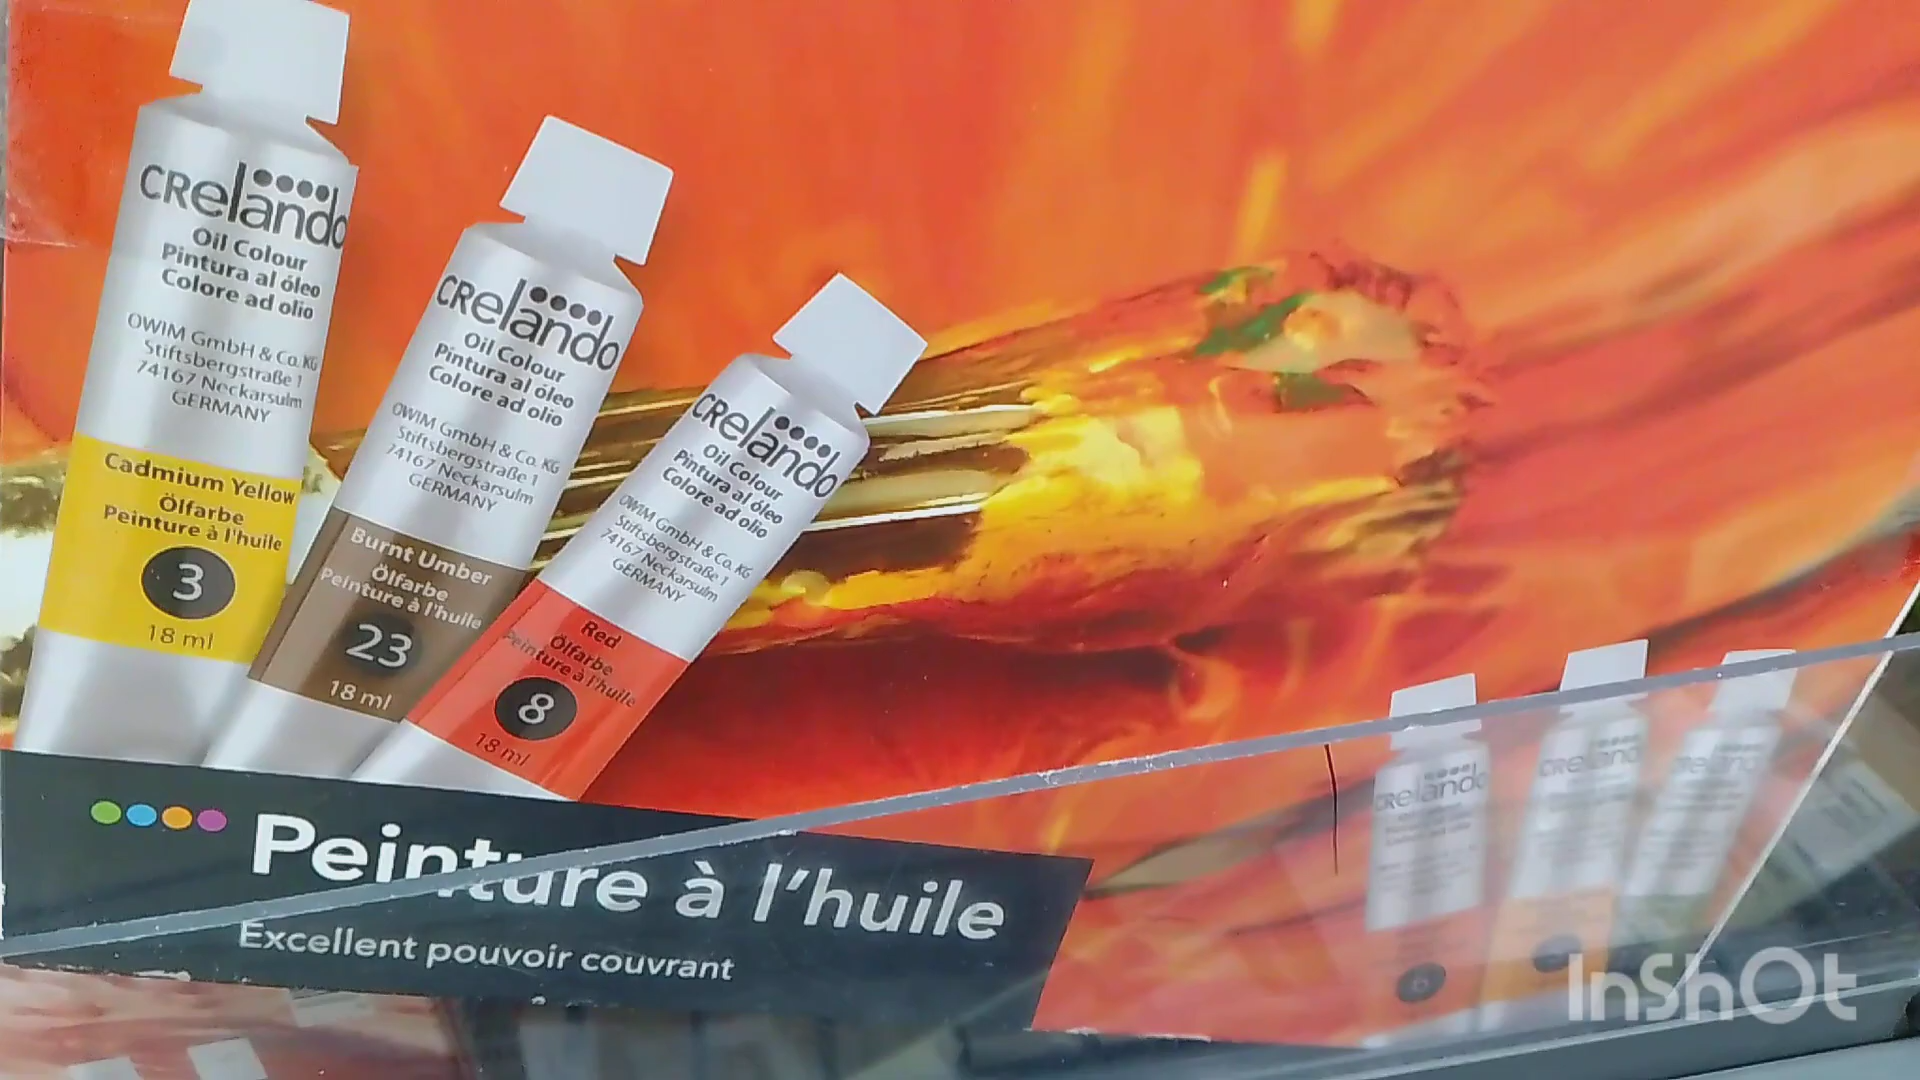 CRelando
Oil Colour
Pintura al óleo
Colore ad olio
OWIM GmbH & Co. KG
Stiftsbergstraße 1
74167 Neckarsulm
GERMANY
Cadmium Yellow
Ölfarbe
Peinture à l'huile
3
18 ml
CRelando
Oil Colour
Pintura al óleo
Colore ad olio
OWIM GmbH & Co. KG
Stiftsbergstraße 1
74167 Neckarsulm
GERMANY
Burnt Umber
Ölfarbe
Peinture à l'huile
23
18 ml
CRelando
Oil Colour
Pintura al óleo
Colore ad olio
OWIM GmbH & Co. KG
Stiftsbergstraße 1
74167 Neckarsulm
GERMANY
Red
Ölfarbe
Peinture à l'huile
8
18 ml
Peinture à l'huile
Excellent pouvoir couvrant
CRelando
CRelando
CRelando
InShOt